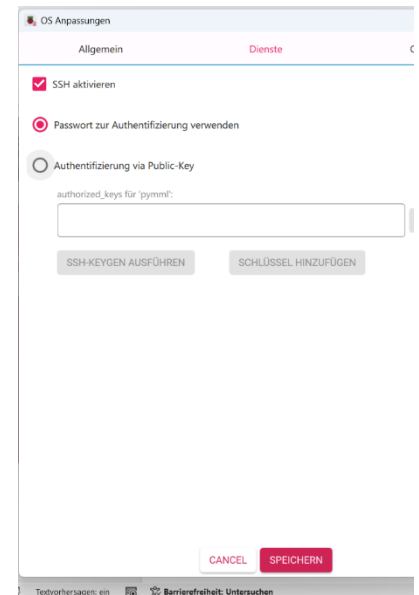 OS Anpassungen
Allgemein Dienste
SSH aktivieren
Passwort zur Authentifizierung verwenden
Authentifizierung via Public-Key
authorized_keys für 'pymml':
SSH-KEYGEN AUSFÜHREN SCHLÜSSEL HINZUFÜGEN
CANCEL SPEICHERN
Textvorhersagen: ein Barrierefreiheit: Untersuchen